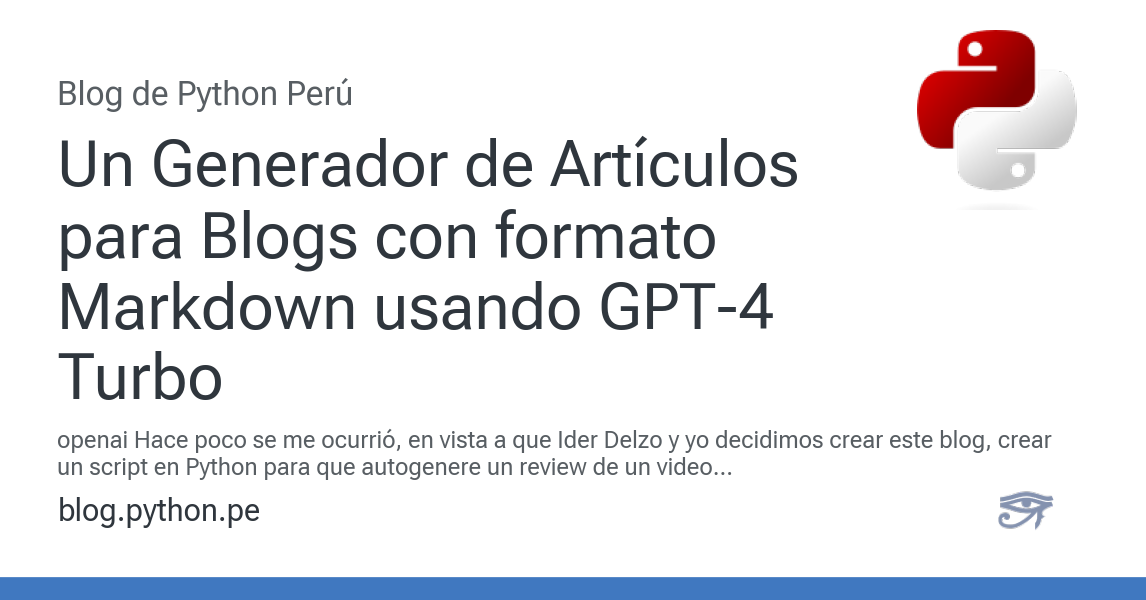 Blog de Python Perú
Un Generador de Artículos
para Blogs con formato
Markdown usando GPT-4
Turbo
openai Hace poco se me ocurrió, en vista a que Ider Delzo y yo decidimos crear este blog, crear
un script en Python para que autogenere un review de un video...
blog.python.pe